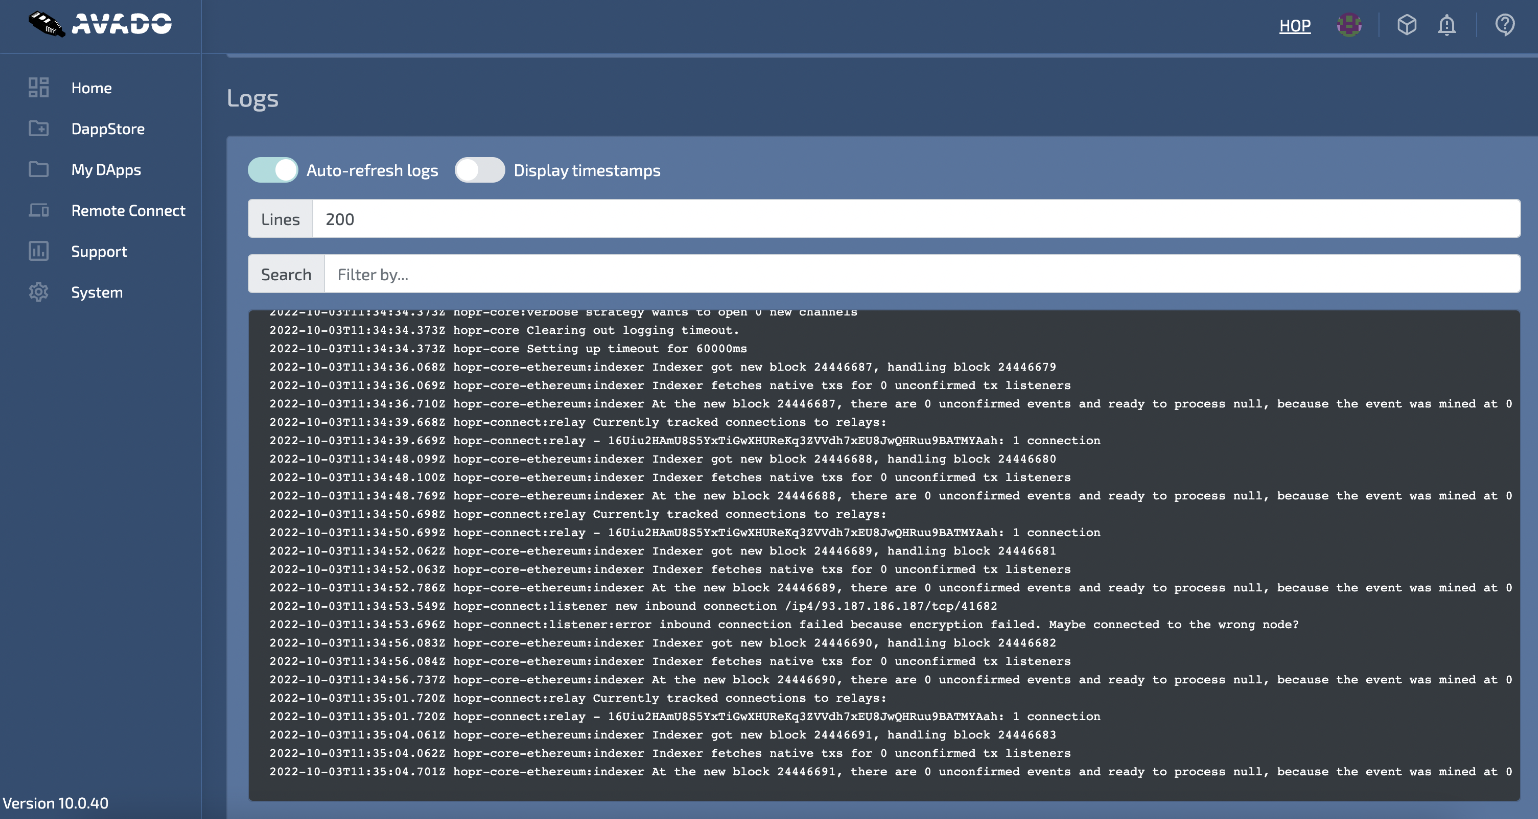 AVADO
HOP
Home
DappStore
My DApps
Remote Connect
Support
System
Version 10.0.40
Logs
Auto-refresh logs
Display timestamps
Lines 200
Search Filter by...
2022-10-03T11:34:34.373Z hopr-core:verbose strategy wants to open 0 new channels
2022-10-03T11:34:34.373Z hopr-core Clearing out logging timeout.
2022-10-03T11:34:34.373Z hopr-core Setting up timeout for 60000ms
2022-10-03T11:34:36.068Z hopr-core-ethereum:indexer Indexer got new block 24446687, handling block 24446679
2022-10-03T11:34:36.069Z hopr-core-ethereum:indexer Indexer fetches native txs for 0 unconfirmed tx listeners
2022-10-03T11:34:36.710Z hopr-core-ethereum:indexer At the new block 24446687, there are 0 unconfirmed events and ready to process null, because the event was mined at 0
2022-10-03T11:34:39.668Z hopr-connect:relay Currently tracked connections to relays:
2022-10-03T11:34:39.669Z hopr-connect:relay - 16Uiu2HAmU8S5YxTiGwXHUReKq3ZVVdh7xEU8JwQHRuu9BATMYAah: 1 connection
2022-10-03T11:34:48.099Z hopr-core-ethereum:indexer Indexer got new block 24446688, handling block 24446680
2022-10-03T11:34:48.100Z hopr-core-ethereum:indexer Indexer fetches native txs for 0 unconfirmed tx listeners
2022-10-03T11:34:48.769Z hopr-core-ethereum:indexer At the new block 24446688, there are 0 unconfirmed events and ready to process null, because the event was mined at 0
2022-10-03T11:34:50.698Z hopr-connect:relay Currently tracked connections to relays:
2022-10-03T11:34:50.699Z hopr-connect:relay - 16Uiu2HAmU8S5YxTiGwXHUReKq3ZVVdh7xEU8JwQHRuu9BATMYAah: 1 connection
2022-10-03T11:34:52.062Z hopr-core-ethereum:indexer Indexer got new block 24446689, handling block 24446681
2022-10-03T11:34:52.063Z hopr-core-ethereum:indexer Indexer fetches native txs for 0 unconfirmed tx listeners
2022-10-03T11:34:52.786Z hopr-core-ethereum:indexer At the new block 24446689, there are 0 unconfirmed events and ready to process null, because the event was mined at 0
2022-10-03T11:34:53.549Z hopr-connect:listener new inbound connection /ip4/93.187.186.187/tcp/41682
2022-10-03T11:34:53.696Z hopr-connect:listener:error inbound connection failed because encryption failed. Maybe connected to the wrong node?
2022-10-03T11:34:56.083Z hopr-core-ethereum:indexer Indexer got new block 24446690, handling block 24446682
2022-10-03T11:34:56.084Z hopr-core-ethereum:indexer Indexer fetches native txs for 0 unconfirmed tx listeners
2022-10-03T11:34:56.737Z hopr-core-ethereum:indexer At the new block 24446690, there are 0 unconfirmed events and ready to process null, because the event was mined at 0
2022-10-03T11:35:01.720Z hopr-connect:relay Currently tracked connections to relays:
2022-10-03T11:35:01.720Z hopr-connect:relay - 16Uiu2HAmU8S5YxTiGwXHUReKq3ZVVdh7xEU8JwQHRuu9BATMYAah: 1 connection
2022-10-03T11:35:04.061Z hopr-core-ethereum:indexer Indexer got new block 24446691, handling block 24446683
2022-10-03T11:35:04.062Z hopr-core-ethereum:indexer Indexer fetches native txs for 0 unconfirmed tx listeners
2022-10-03T11:35:04.701Z hopr-core-ethereum:indexer At the new block 24446691, there are 0 unconfirmed events and ready to process null, because the event was mined at 0